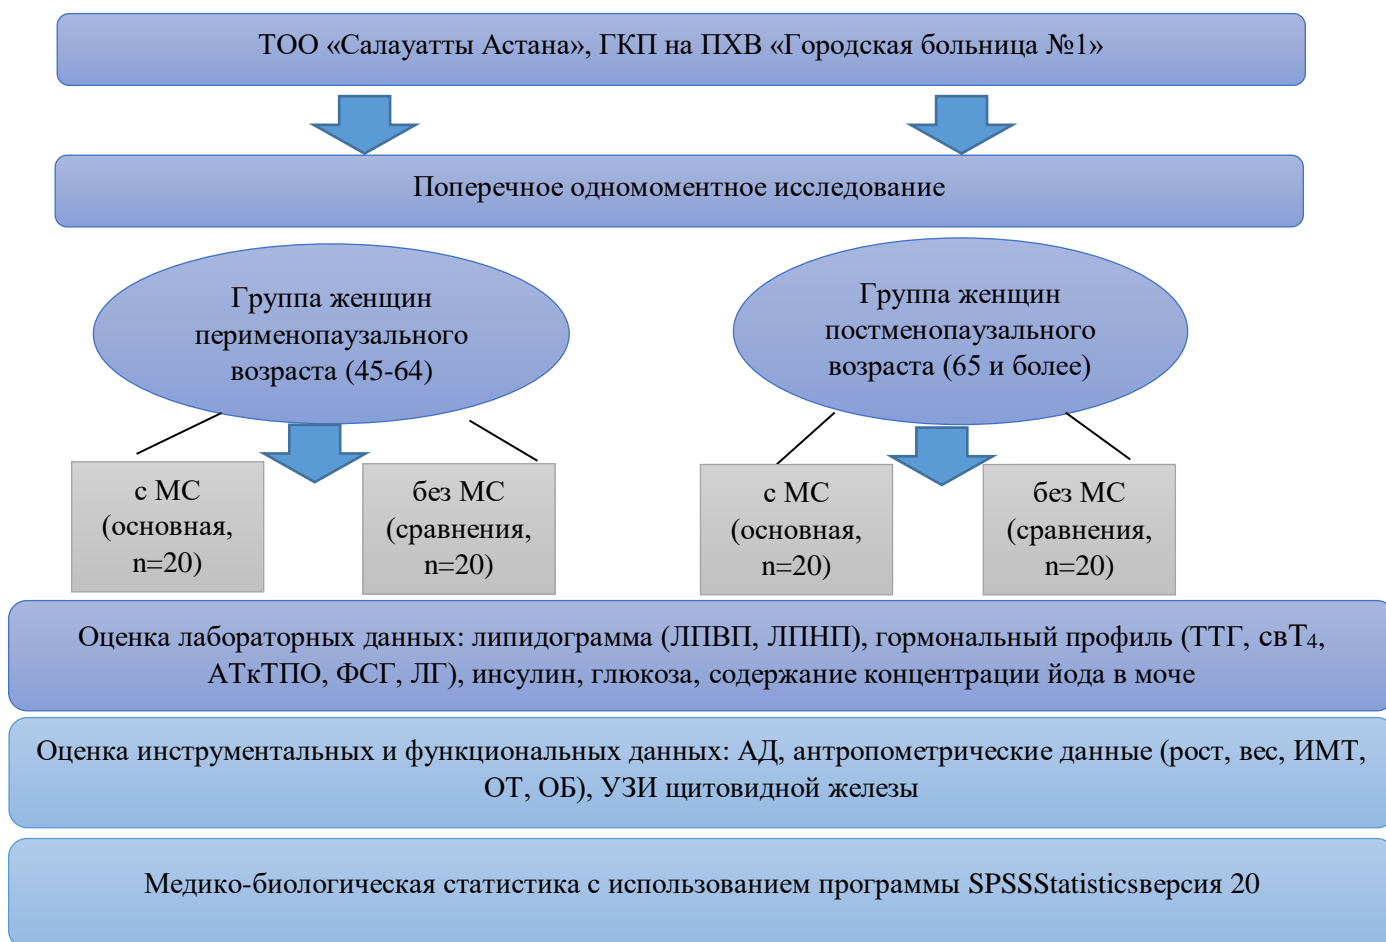 ТОО «Салауатты Астана», ГКП на ПХВ «Городская больница №1»
Поперечное одномоментное исследование
Группа женщин
перименопаузального
возраста (45-64)
Группа женщин
постменопаузального
возраста (65 и более)
с МС
(основная,
n=20)
без МС
(сравнения,
n=20)
с МС
(основная,
n=20)
без МС
(сравнения,
n=20)
Оценка лабораторных данных: липидограмма (ЛПВП, ЛПНП), гормональный профиль (ТТГ, свТ4,
АТкТПО, ФСГ, ЛГ), инсулин, глюкоза, содержание концентрации йода в моче
Оценка инструментальных и функциональных данных: АД, антропометрические данные (рост, вес, ИМТ,
ОТ, ОБ), УЗИ щитовидной железы
Медико-биологическая статистика с использованием программы SPSSStatisticsверсия 20